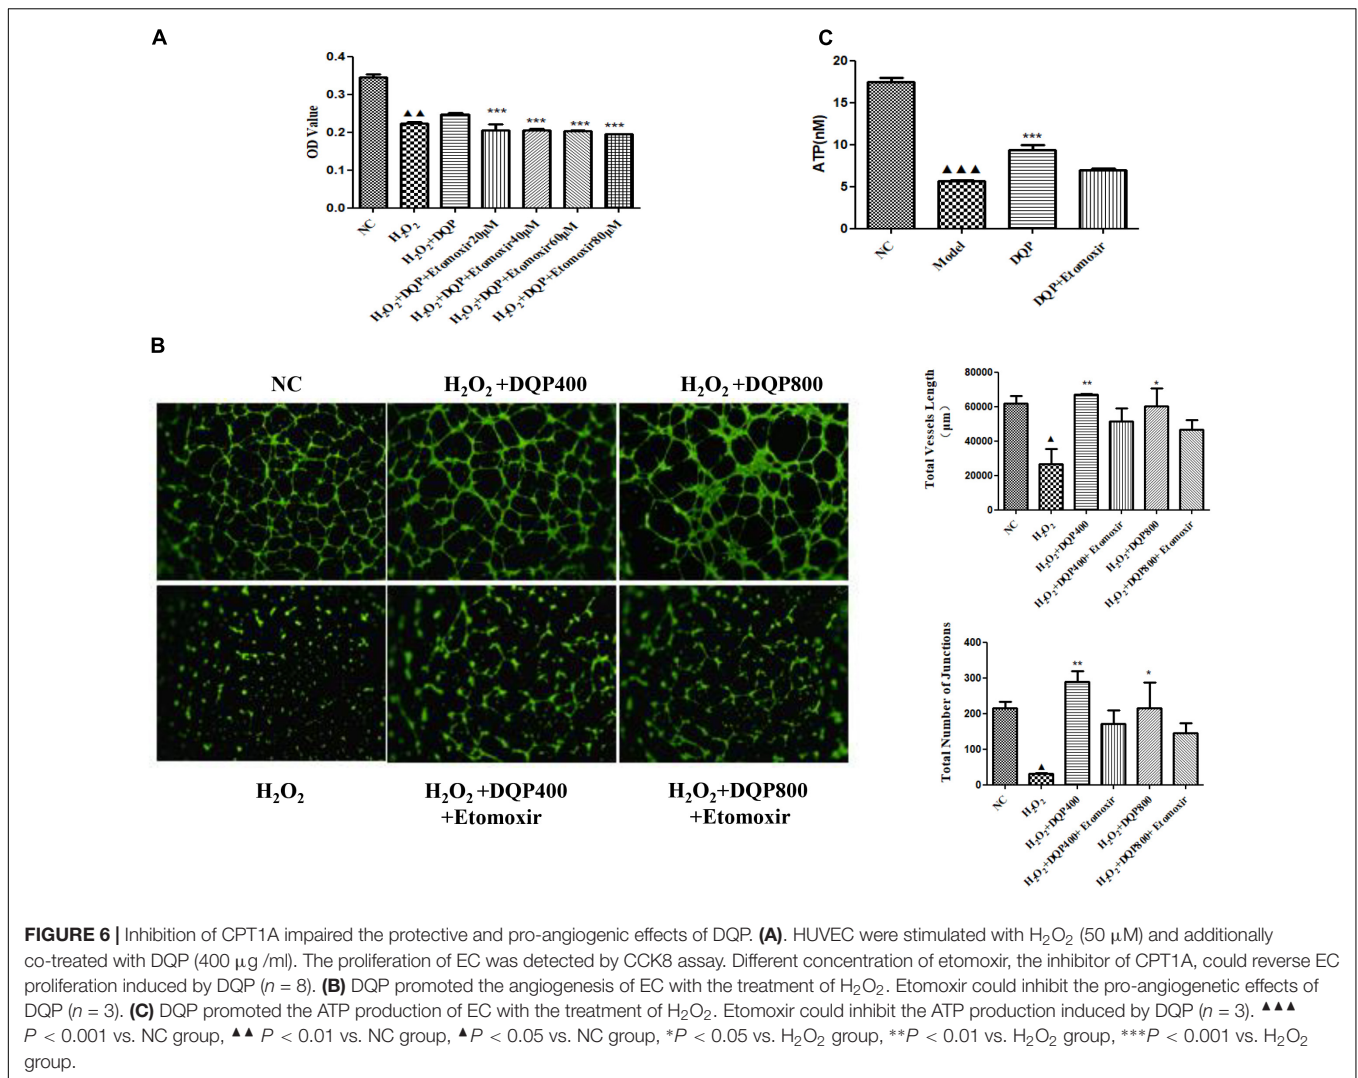 A
0.4
0.3
0.2
0.1
0.0
OD Value
▲▲
***
***
***
***
NC
H₂O₂
H₂O₂+DQP
H₂O₂+DQP+Etomoxir20μM
H₂O₂+DQP+Etomoxir40μM
H₂O₂+DQP+Etomoxir60μM
H₂O₂+DQP+Etomoxir80μM
C
20
15
10
5
0
ATP(nM)
▲▲▲
***
NC
Model
DQP
DQP+Etomoxir
B
NC
H₂O₂+DQP400
H₂O₂+DQP800
H₂O₂
H₂O₂+DQP400
+Etomoxir
H₂O₂+DQP800
+Etomoxir
80000
60000
40000
20000
0
Total Vessels Length
(μm)
▲
**
*
NC
H₂O₂
H₂O₂+DQP400
H₂O₂+DQP400+ Etomoxir
H₂O₂+DQP800
H₂O₂+DQP800+ Etomoxir
400
300
200
100
0
Total Number of Junctions
▲
**
*
NC
H₂O₂
H₂O₂+DQP400
H₂O₂+DQP400+ Etomoxir
H₂O₂+DQP800
H₂O₂+DQP800+ Etomoxir
FIGURE 6 | Inhibition of CPT1A impaired the protective and pro-angiogenic effects of DQP. (A). HUVEC were stimulated with H₂O₂ (50 μM) and additionally
co-treated with DQP (400 μg /ml). The proliferation of EC was detected by CCK8 assay. Different concentration of etomoxir, the inhibitor of CPT1A, could reverse EC
proliferation induced by DQP (n = 8). (B) DQP promoted the angiogenesis of EC with the treatment of H₂O₂. Etomoxir could inhibit the pro-angiogenetic effects of
DQP (n = 3). (C) DQP promoted the ATP production of EC with the treatment of H₂O₂. Etomoxir could inhibit the ATP production induced by DQP (n = 3). ▲▲▲
P < 0.001 vs. NC group, ▲▲ P < 0.01 vs. NC group, ▲P < 0.05 vs. NC group, *P < 0.05 vs. H₂O₂ group, **P < 0.01 vs. H₂O₂ group, ***P < 0.001 vs. H₂O₂
group.